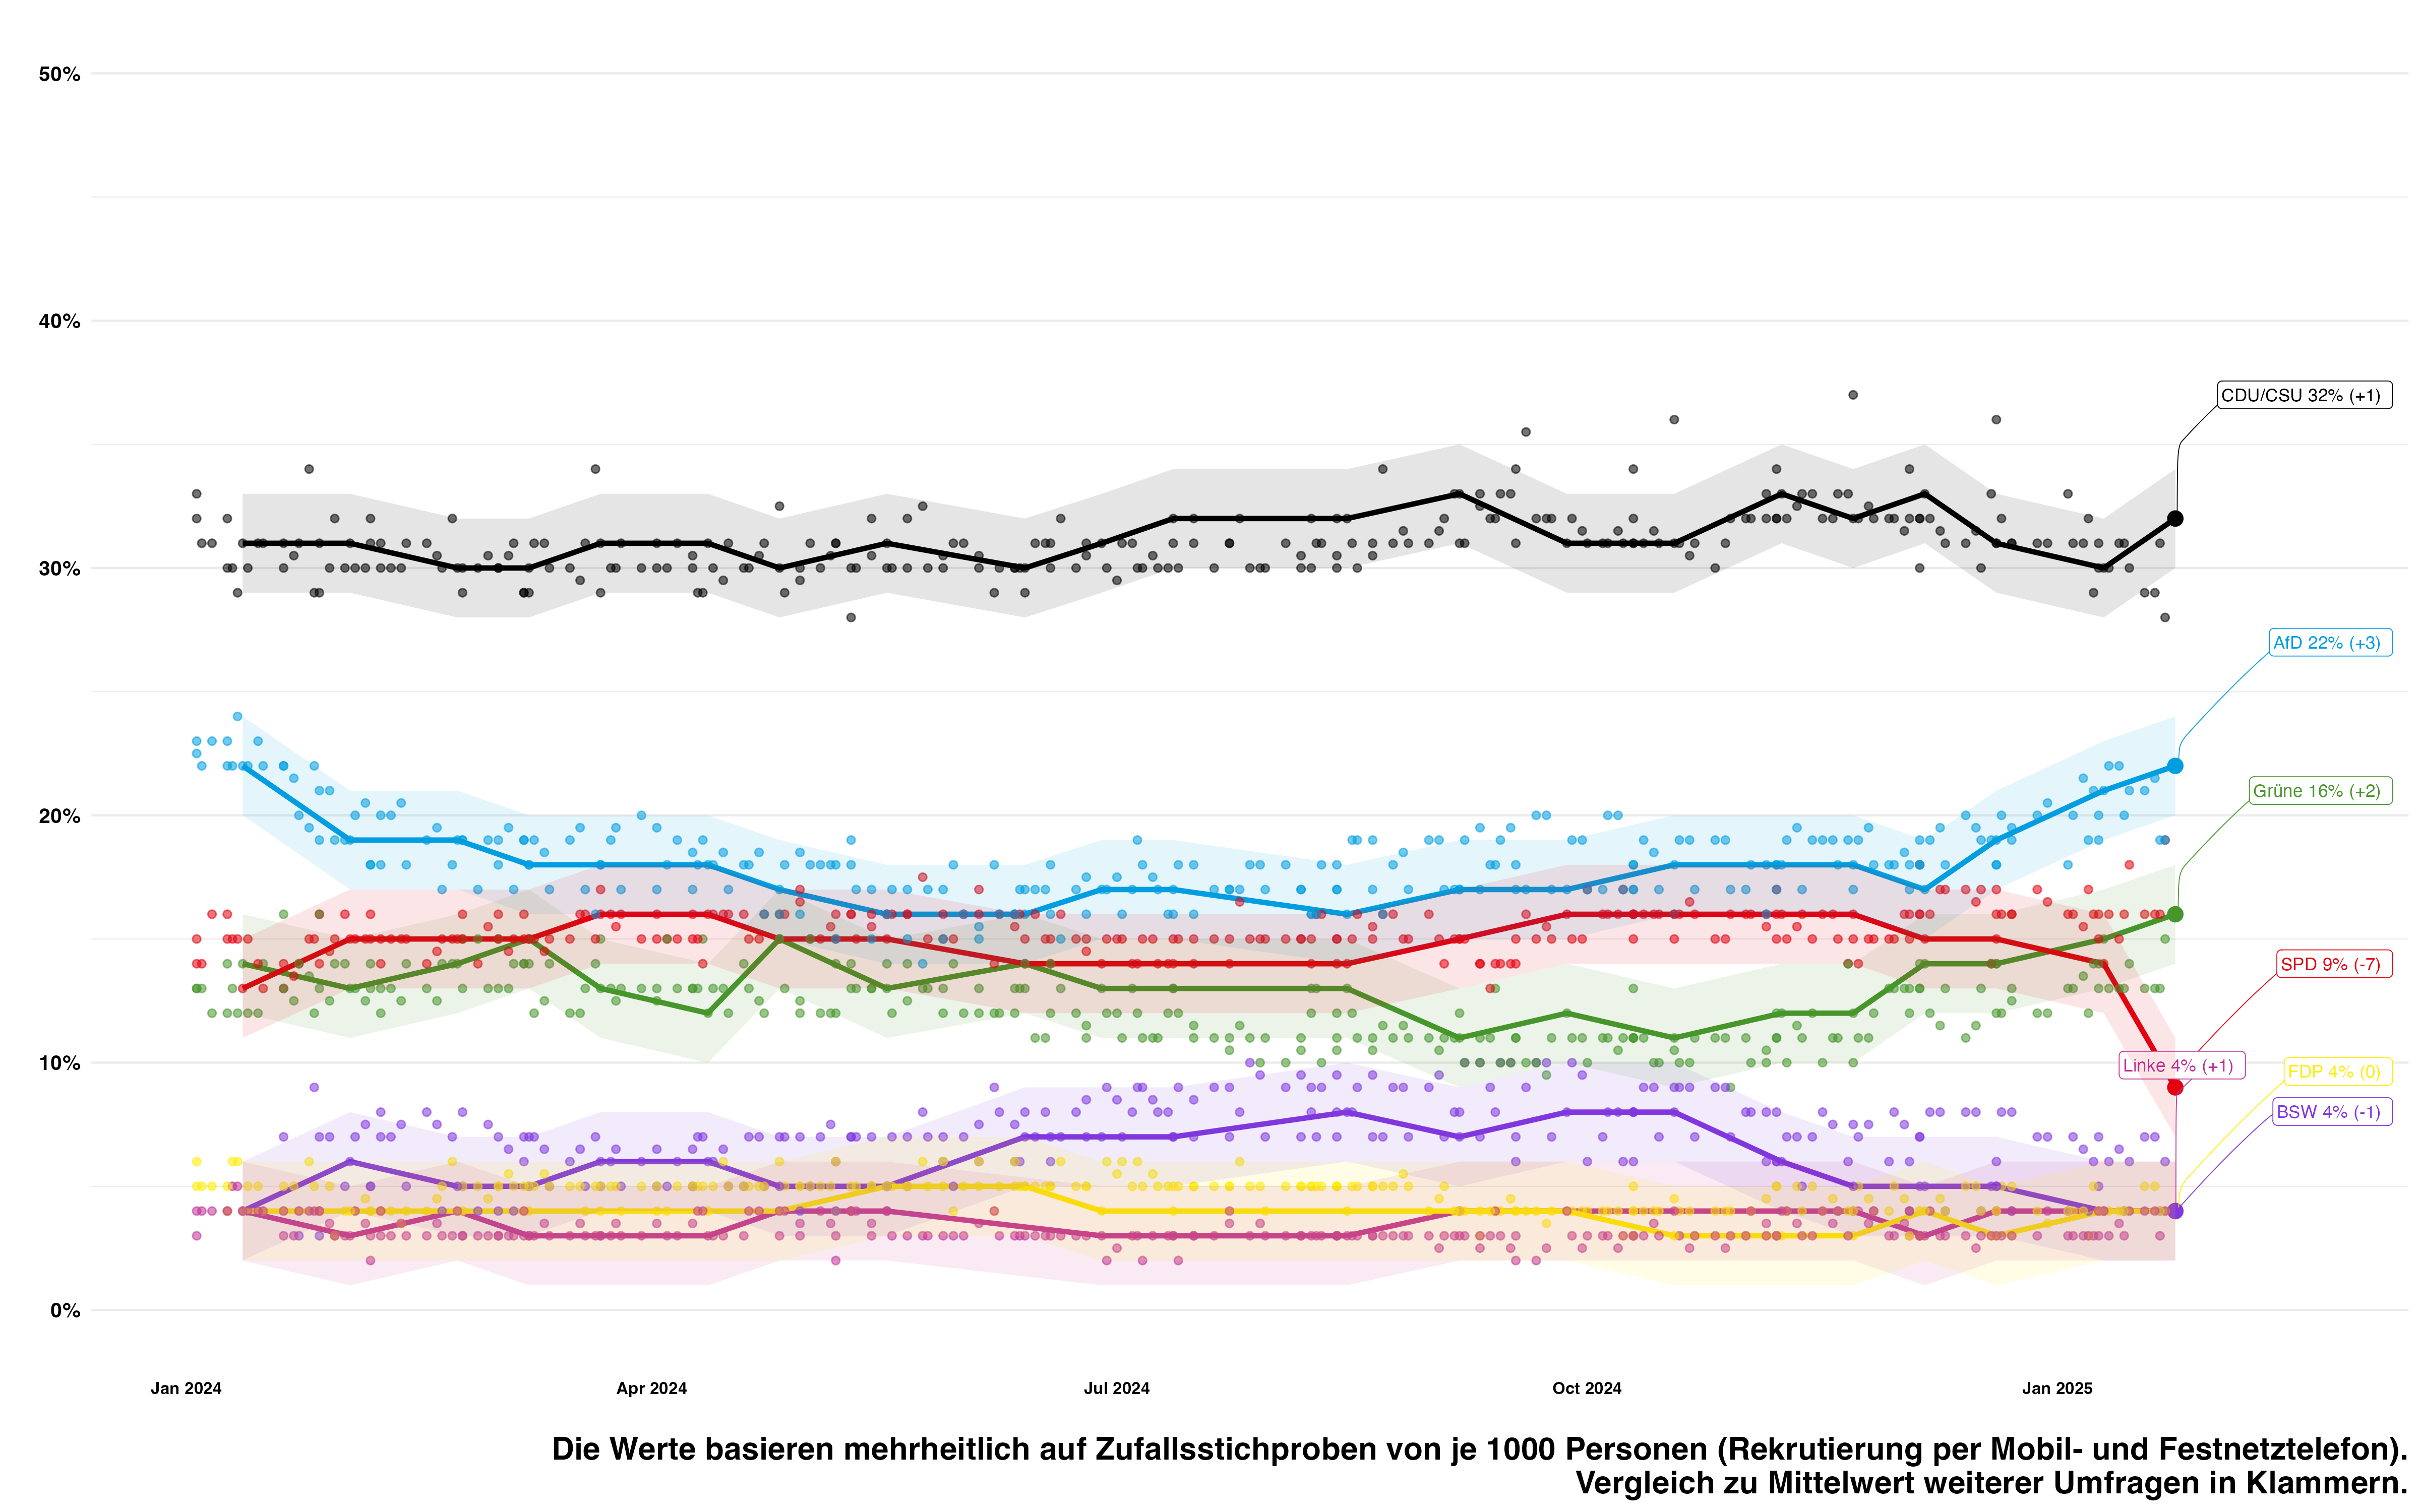 50%
40%
30%
20%
10%
0%
CDU/CSU 32% (+1)
AfD 22% (+3)
Grüne 16% (+2)
SPD 9% (-7)
Linke 4% (+1)
FDP 4% (0)
BSW 4% (-1)
Jan 2024
Apr 2024
Jul 2024
Oct 2024
Jan 2025
Die Werte basieren mehrheitlich auf Zufallsstichproben von je 1000 Personen (Rekrutierung per Mobil- und Festnetztelefon).
Vergleich zu Mittelwert weiterer Umfragen in Klammern.